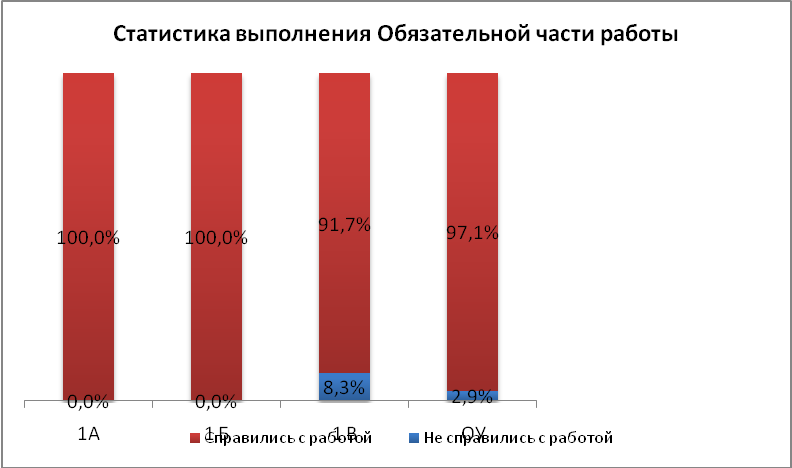 Статистика выполнения Обязательной части работы
100,0% 100,0% 91,7% 97,1%
0,0% 0,0% 8,3% 2,9%
1А 1Б 1В ОУ
Справились с работой Не справились с работой